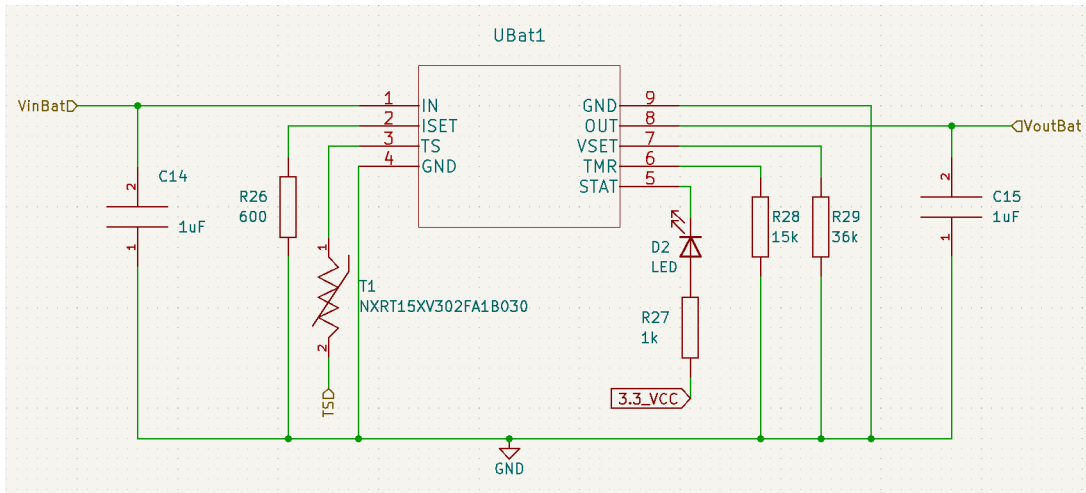 UBat1
VinBat
1
IN
2
ISET
3
TS
4
GND
GND
9
OUT
8
VSET
7
TMR
6
STAT
5
VoutBat
C14
1uF
2
1
R26
600
1
T1
NXRT15XV302FA1B030
2
TSD
D2
LED
R27
1k
3.3_VCC
R28
15k
R29
36k
2
C15
1uF
1
GND